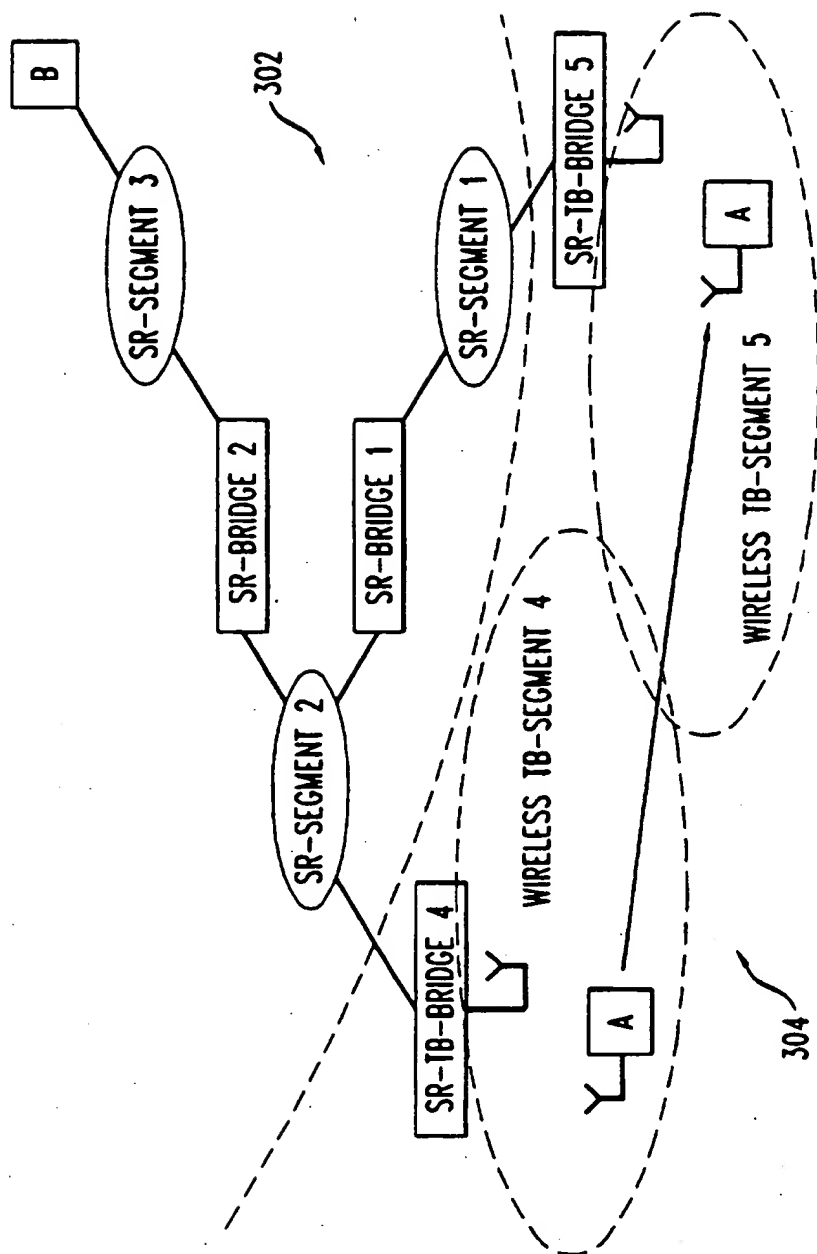 B
302
SR-SEGMENT 3
SR-BRIDGE 2
SR-SEGMENT 2
SR-BRIDGE 1
SR-SEGMENT 1
SR-TB-BRIDGE 4
SR-TB-BRIDGE 5
WIRELESS TB-SEGMENT 4
A
WIRELESS TB-SEGMENT 5
A
304